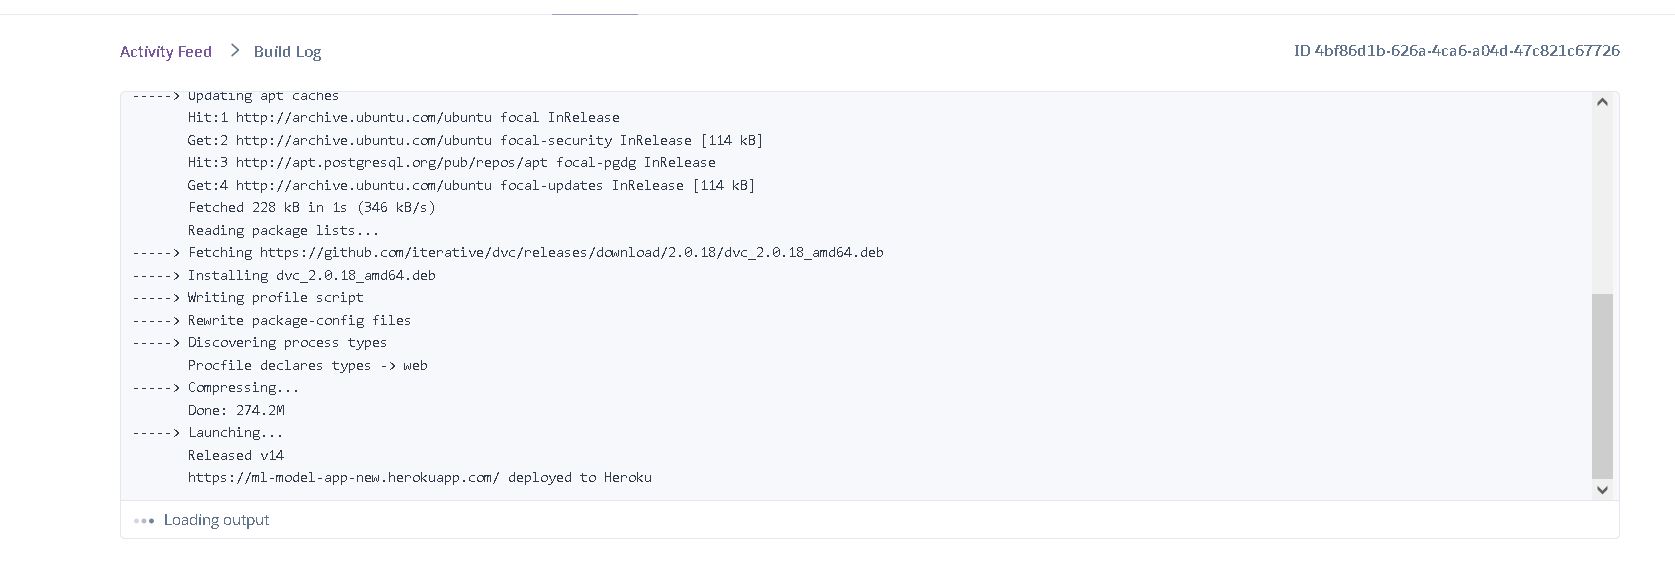 Activity Feed > Build Log
ID 4bf86d1b-626a-4ca6-a04d-47c821c67726
-----> Updating apt caches
Hit:1 http://archive.ubuntu.com/ubuntu focal InRelease
Get:2 http://archive.ubuntu.com/ubuntu focal-security InRelease [114 kB]
Hit:3 http://apt.postgresql.org/pub/repos/apt focal-pgdg InRelease
Get:4 http://archive.ubuntu.com/ubuntu focal-updates InRelease [114 kB]
Fetched 228 kB in 1s (346 kB/s)
Reading package lists...
-----> Fetching https://github.com/iterative/dvc/releases/download/2.0.18/dvc_2.0.18_amd64.deb
-----> Installing dvc_2.0.18_amd64.deb
-----> Writing profile script
-----> Rewrite package-config files
-----> Discovering process types
Procfile declares types -> web
-----> Compressing...
Done: 274.2M
-----> Launching...
Released v14
https://ml-model-app-new.herokuapp.com/ deployed to Heroku
Loading output